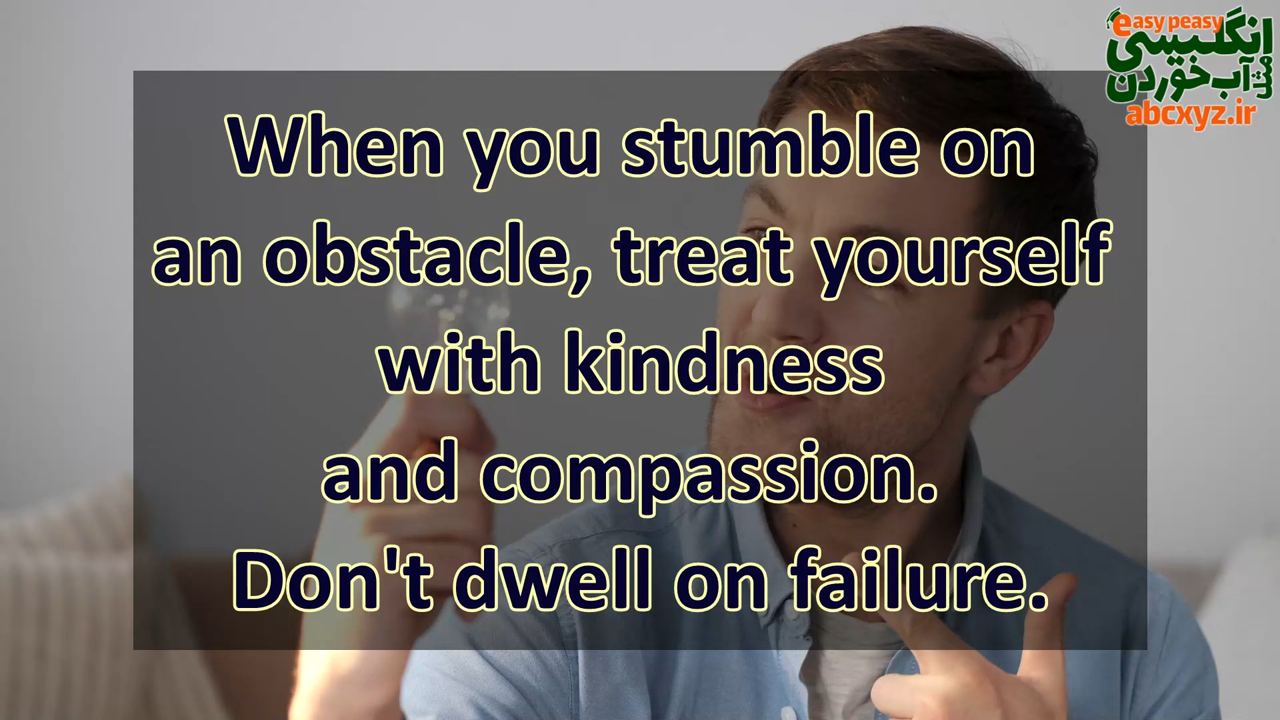 easy peasy
انگلیسی
مثل آب خوردن
abcxyz.ir
When you stumble on
an obstacle, treat yourself
with kindness
and compassion.
Don't dwell on failure.